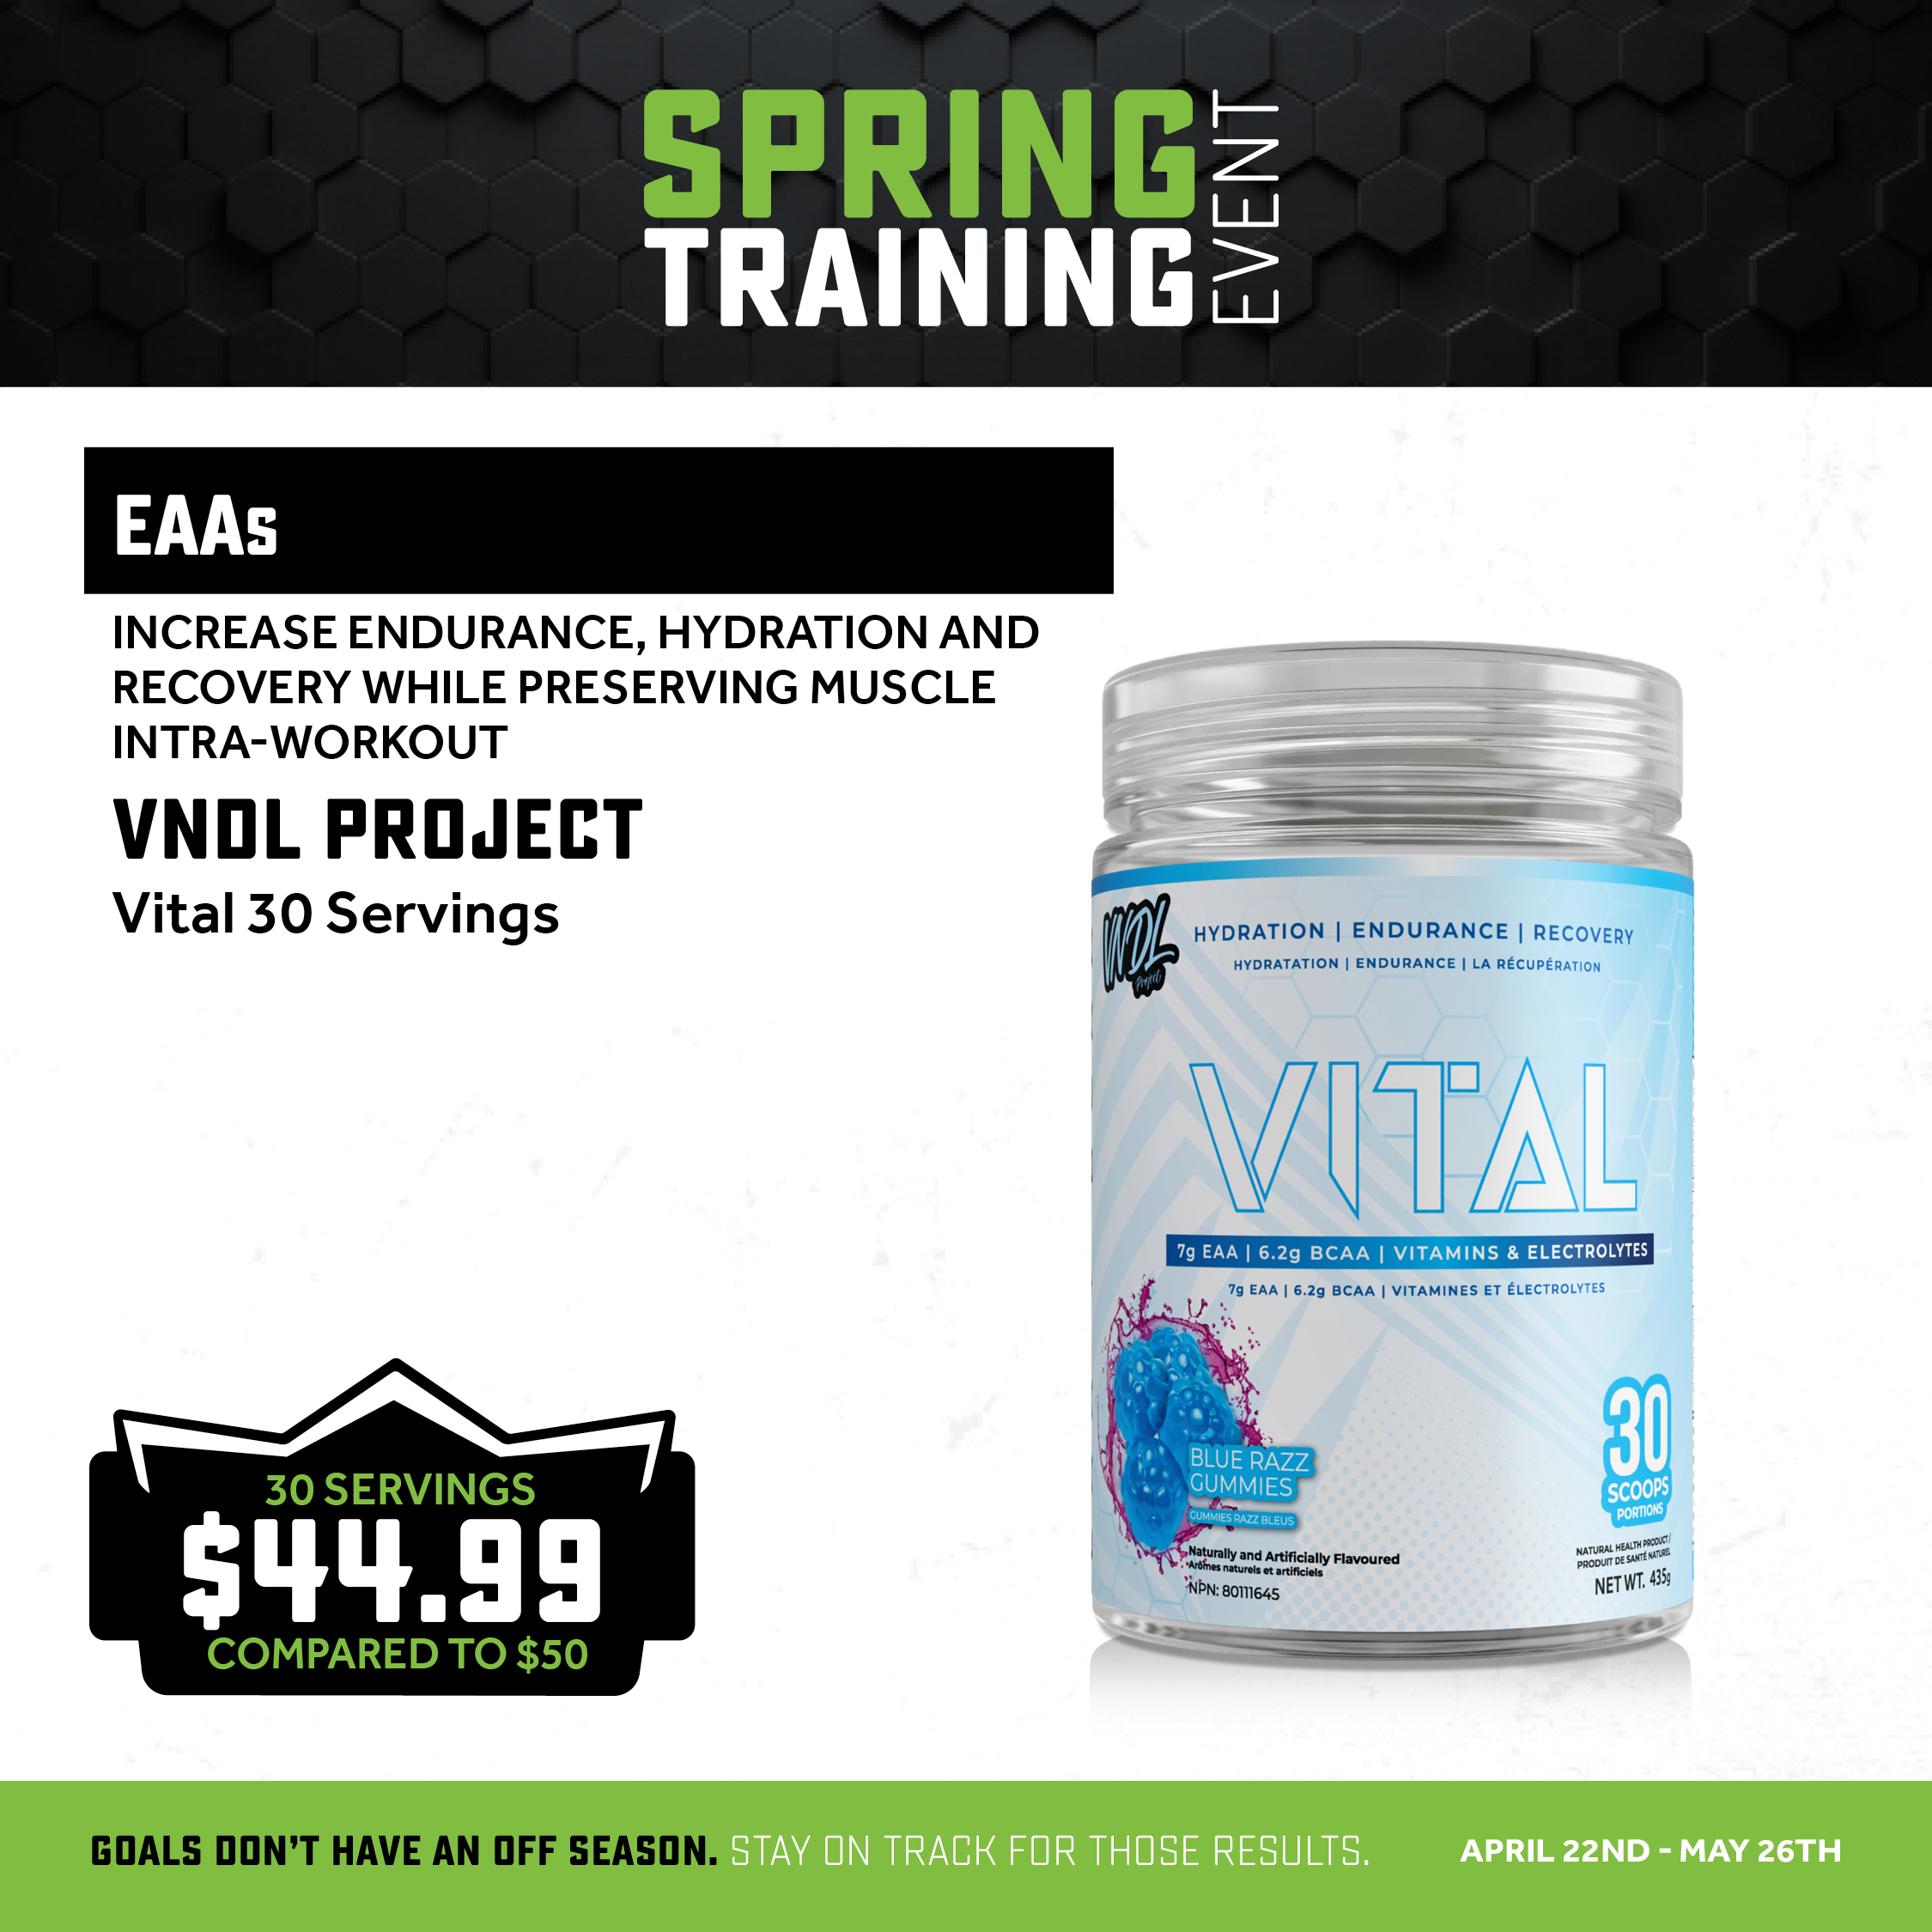 SPRING
TRAINING
EVENT
EAAs
INCREASE ENDURANCE, HYDRATION AND
RECOVERY WHILE PRESERVING MUSCLE
INTRA-WORKOUT
VNDL PROJECT
Vital 30 Servings
VNDL
Project
HYDRATION | ENDURANCE | RECOVERY
HYDRATATION | ENDURANCE | LA RÉCUPÉRATION
VITAL
7g EAA | 6.2g BCAA | VITAMINS & ELECTROLYTES
7g EAA | 6.2g BCAA | VITAMINES ET ÉLECTROLYTES
BLUE RAZZ
GUMMIES
GUMMIES RAZZ BLEUS
Naturally and Artificially Flavoured
Arômes naturels et artificiels
NPN: 80111645
30
SCOOPS
PORTIONS
NATURAL HEALTH PRODUCT/
PRODUIT DE SANTÉ NATUREL
NET WT. 435g
30 SERVINGS
$44.99
COMPARED TO $50
GOALS DON'T HAVE AN OFF SEASON. STAY ON TRACK FOR THOSE RESULTS.
APRIL 22ND - MAY 26TH